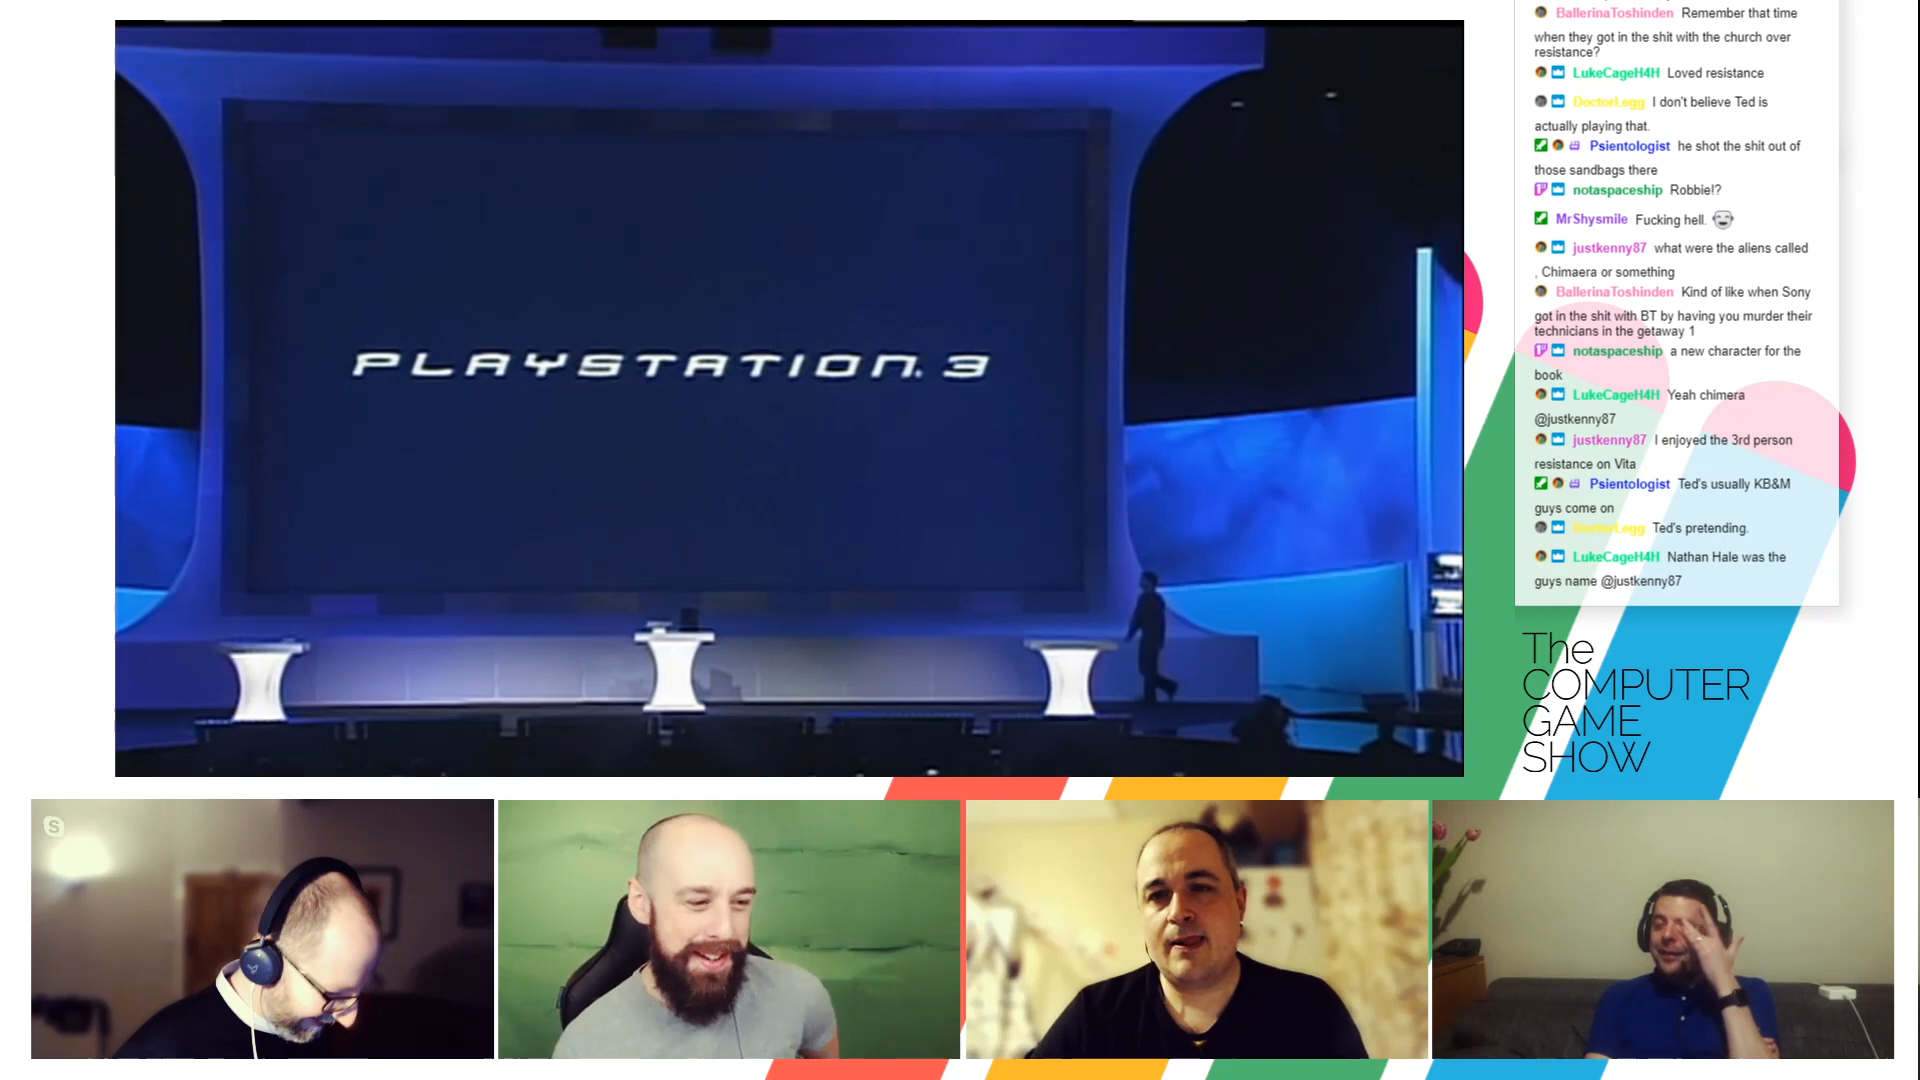 PLAYSTATION 3
BallerinaToshinden Remember that time
when they got in the shit with the church over
resistance?
LukeCageH4H Loved resistance
DoctorLegg I don't believe Ted is
actually playing that.
Psientologist he shot the shit out of
those sandbags there
notaspaceship Robbie!?
MrShysmile Fucking hell.
justkenny87 what were the aliens called
, Chimaera or something
BallerinaToshinden Kind of like when Sony
got in the shit with BT by having you murder their
technicians in the getaway 1
notaspaceship a new character for the
book
LukeCageH4H Yeah chimera
@justkenny87
justkenny87 I enjoyed the 3rd person
resistance on Vita
Psientologist Ted's usually KB&M
guys come on
DoctorLegg Ted's pretending.
LukeCageH4H Nathan Hale was the
guys name @justkenny87
The
COMPUTER
GAME
SHOW
S